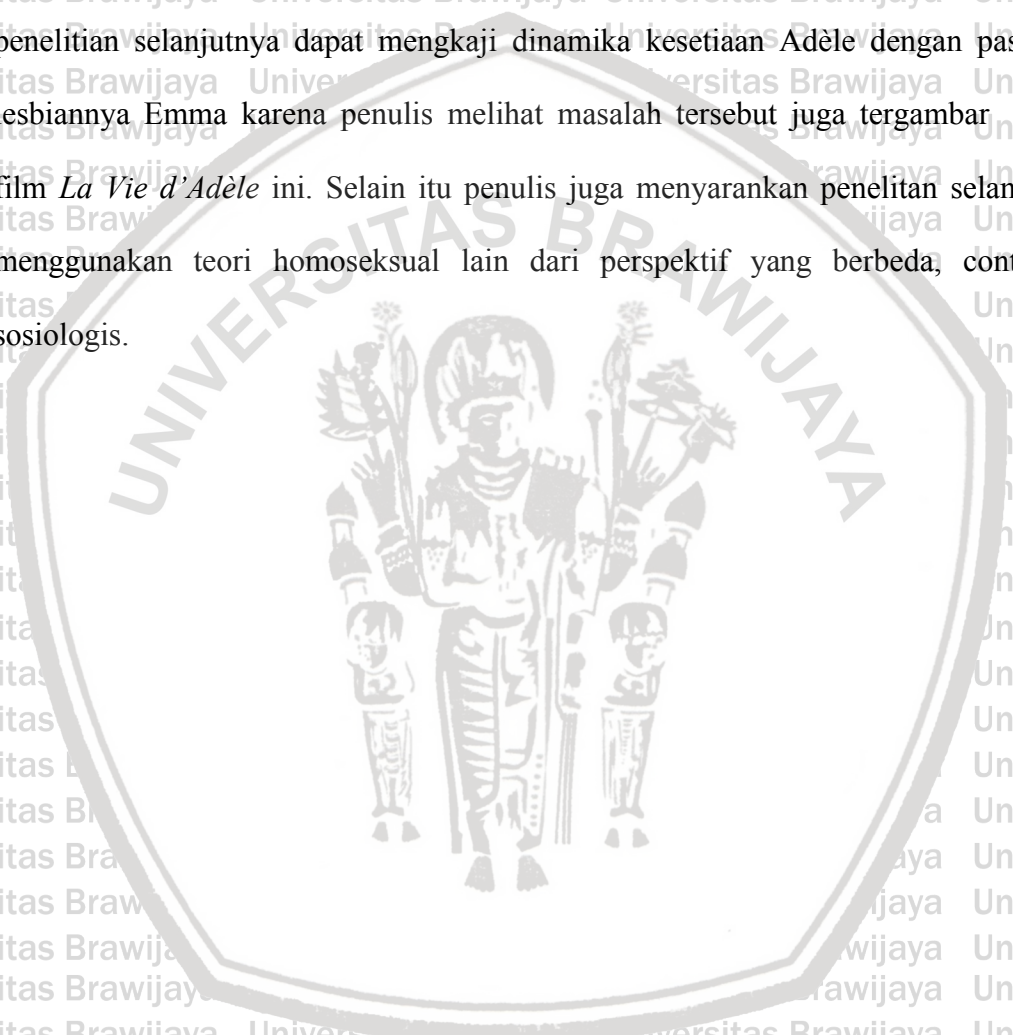 penelitian selanjutnya dapat mengkaji dinamika kesetiaan Adèle dengan pas
lesbiannya Emma karena penulis melihat masalah tersebut juga tergambar
film La Vie d'Adèle ini. Selain itu penulis juga menyarankan penelitan selan
menggunakan teori homoseksual lain dari perspektif yang berbeda, cont
sosiologis.
UNIVERSITAS BRAWIJAYA